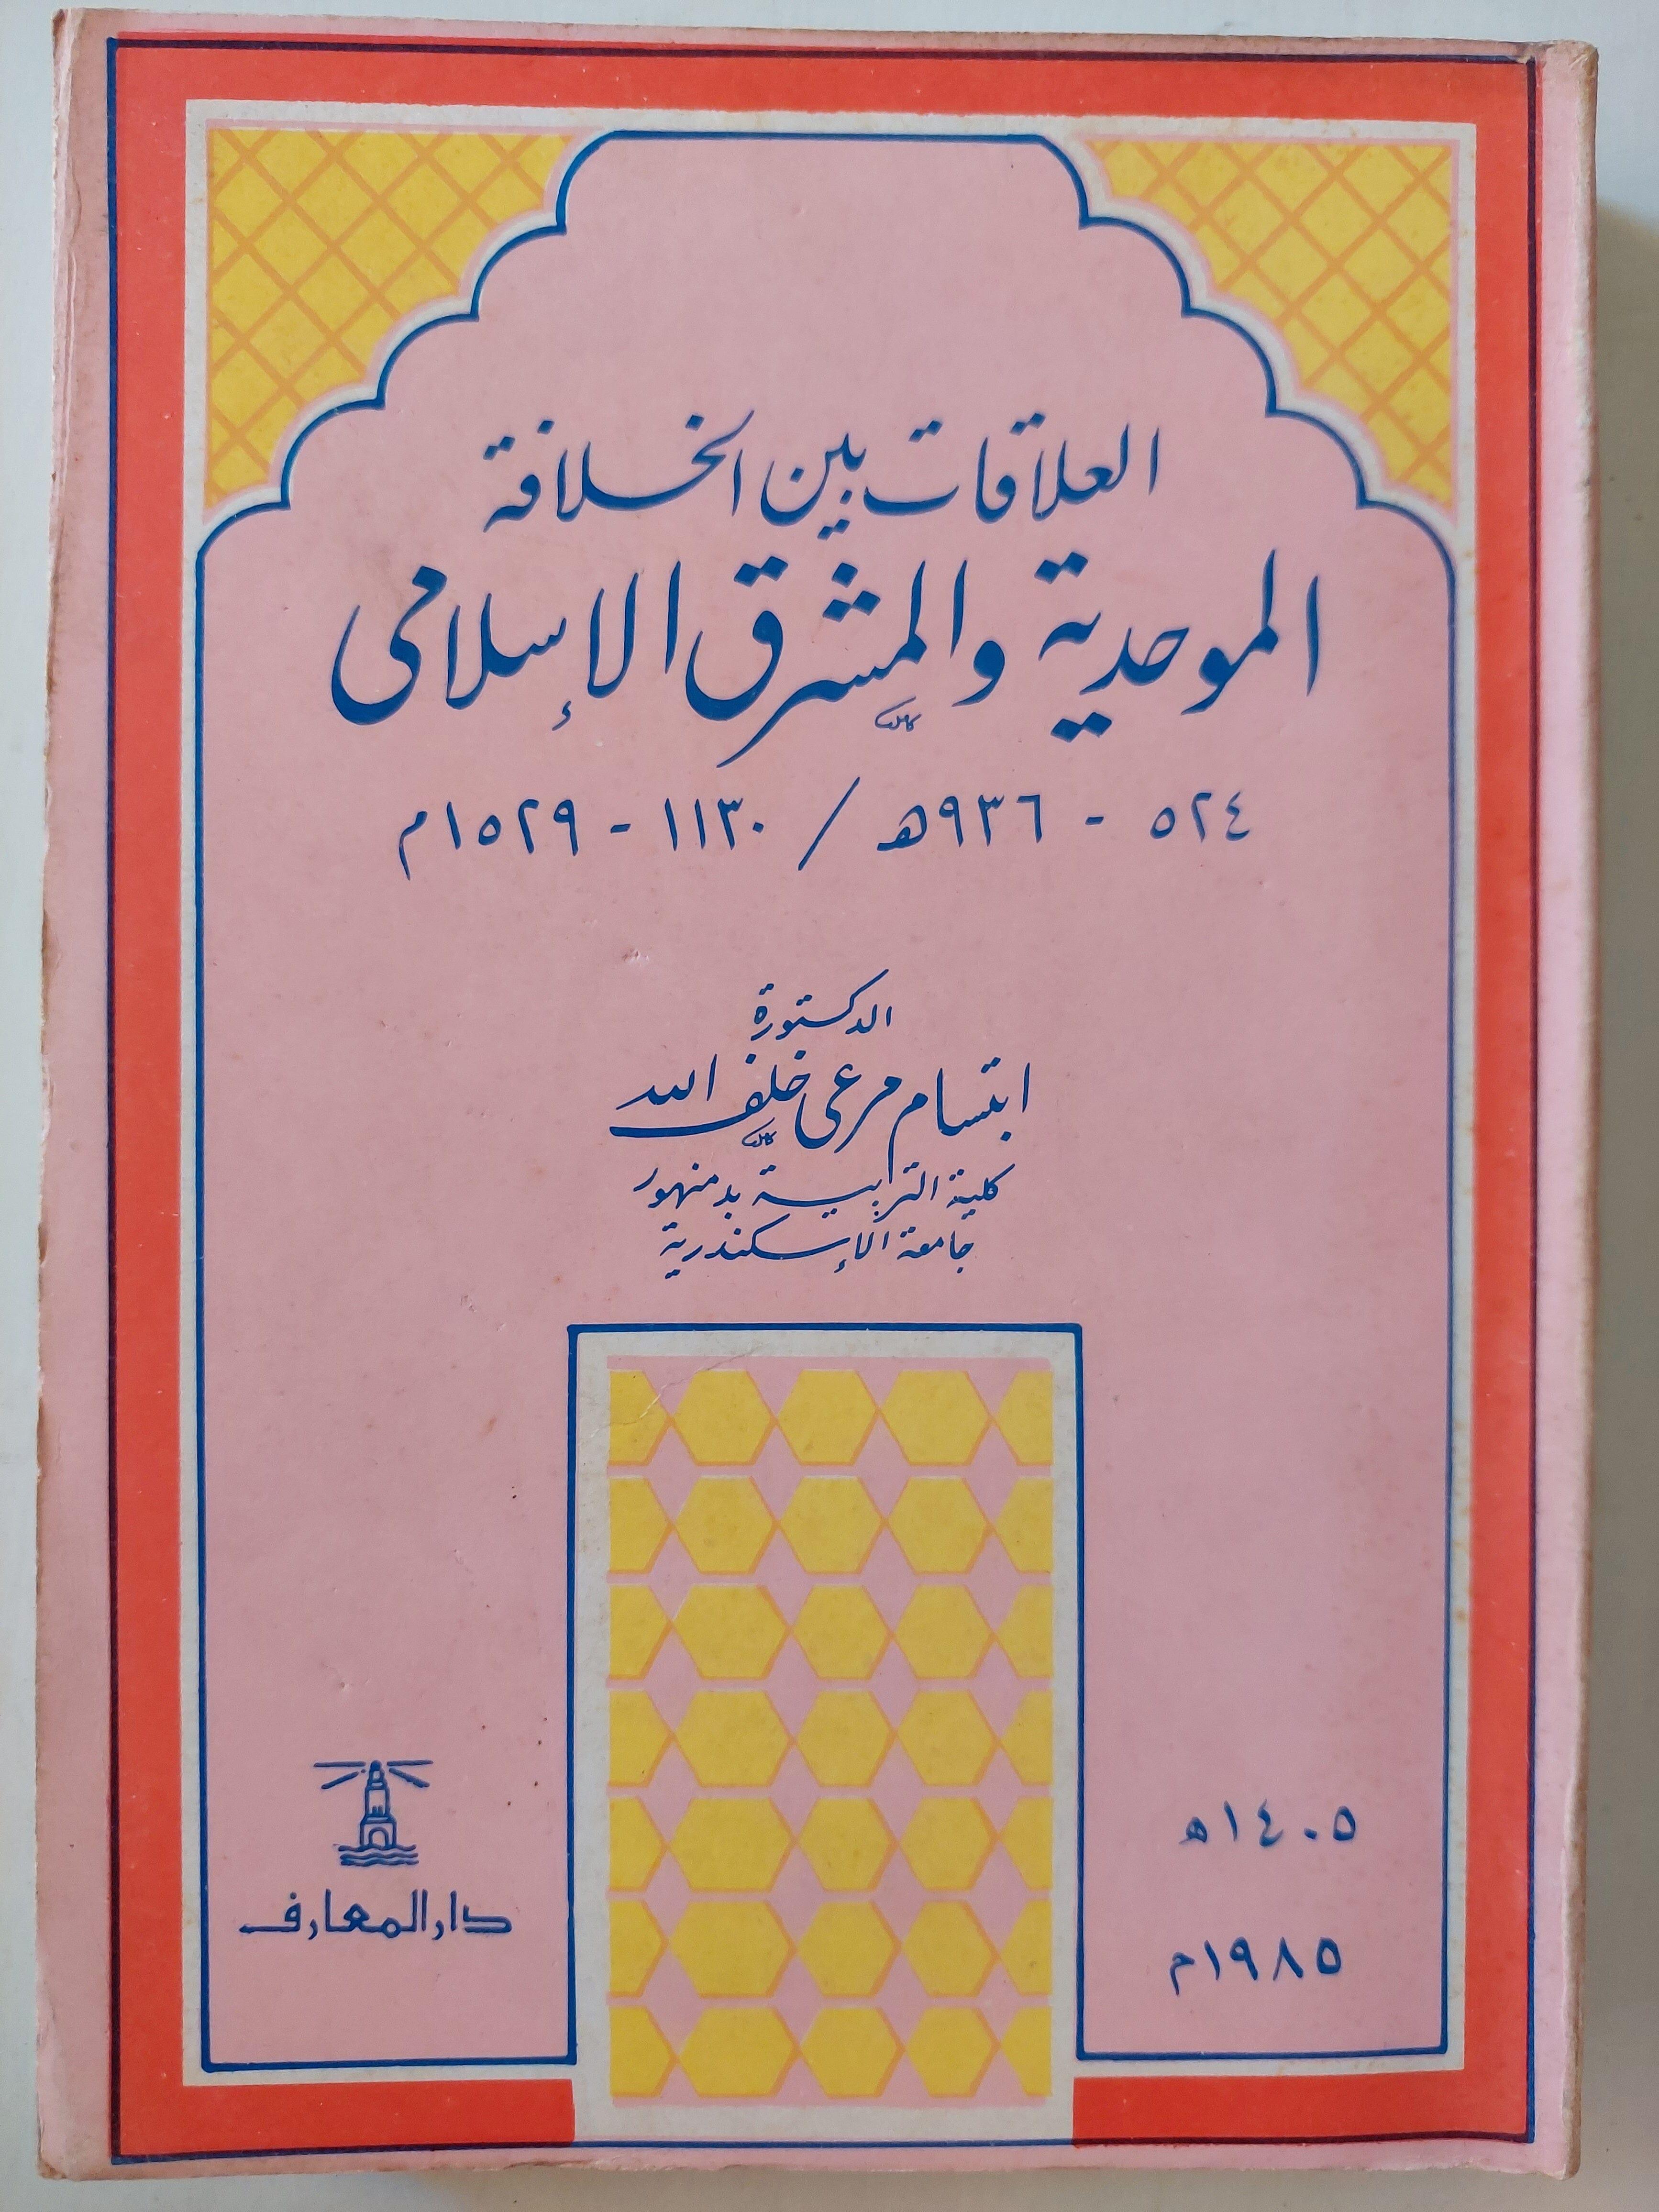 العلاقات بين الخلافة
الموحدية والمشرق الإسلامى
٥٢٤ - ٩٣٦هـ / ١١٣٠ - ١٥٢٩م
الدكتورة
ابتسام مرعى خلف الله
كلية التربية بدمنهور
جامعة الإسكندرية
١٤٠٥هـ
١٩٨٥م
دار المعارف